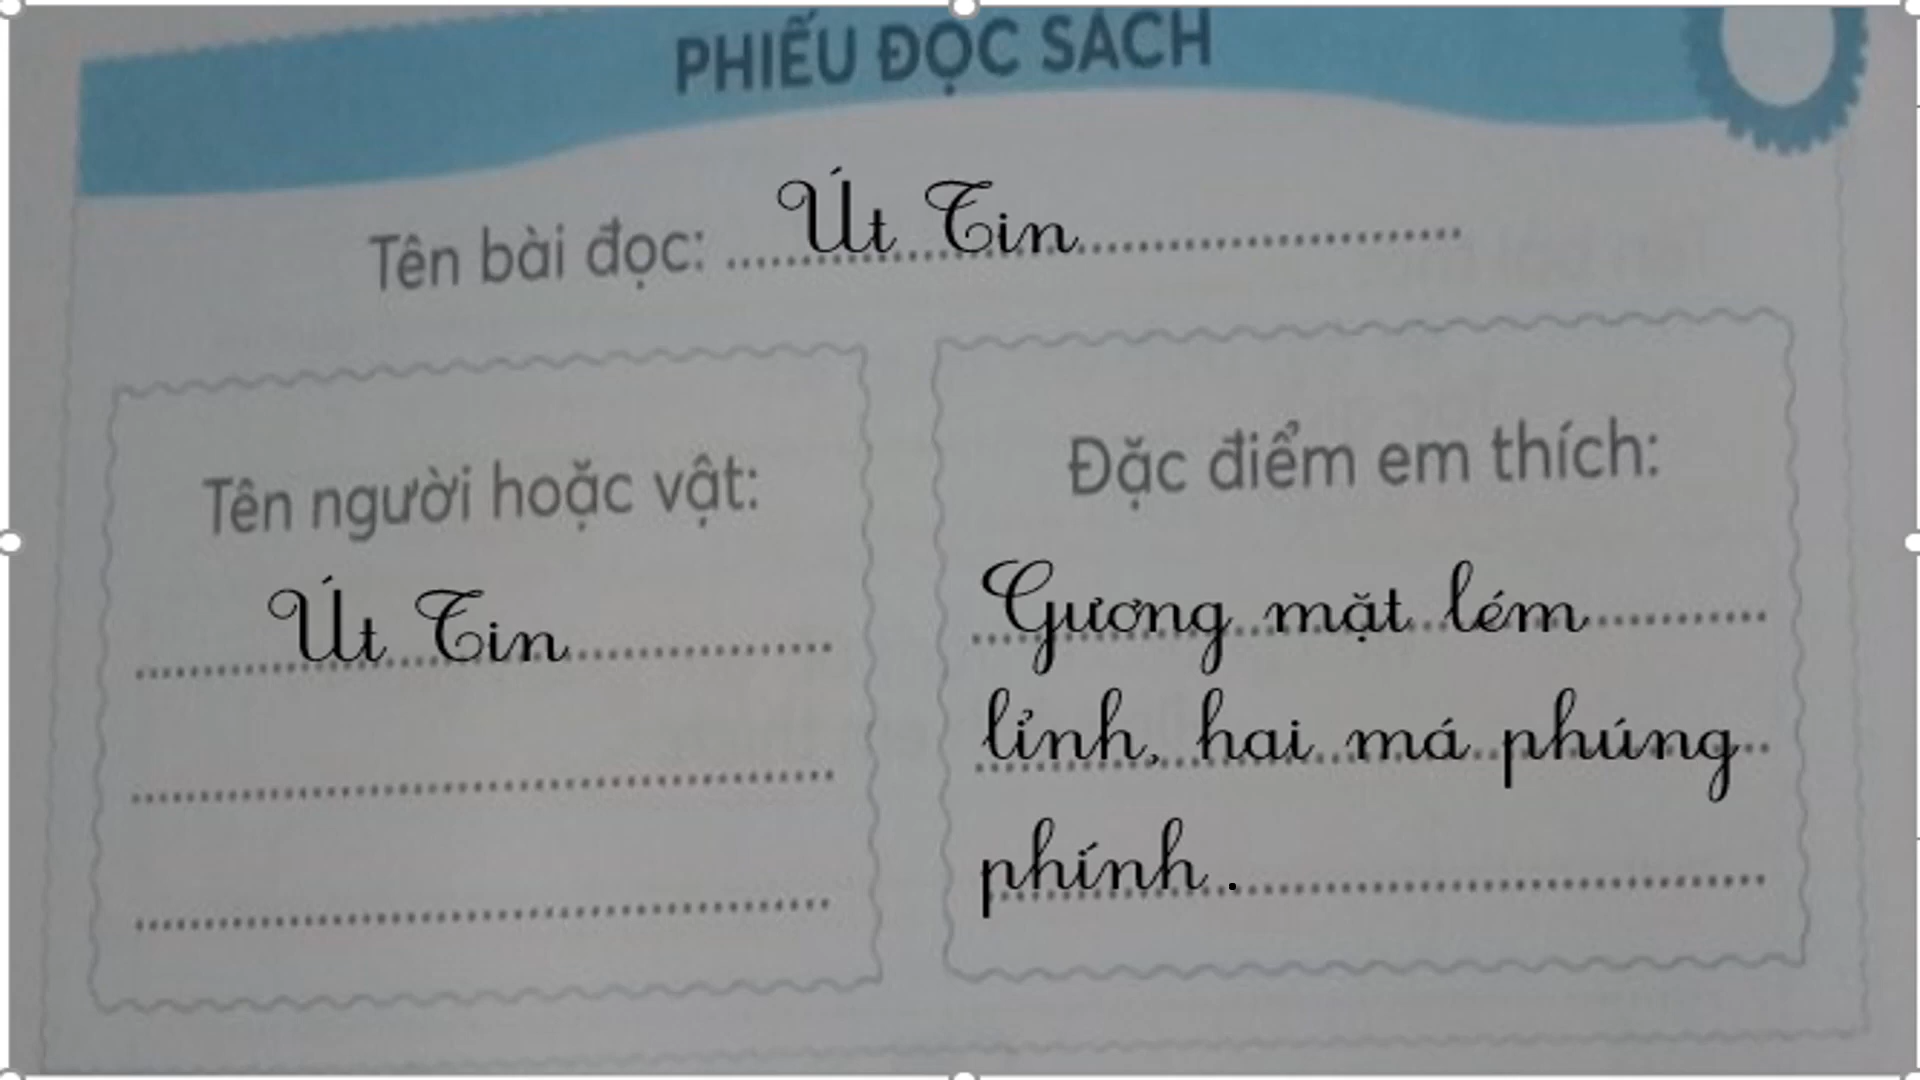 PHIẾU ĐỌC SÁCH
Tên bài đọc: Út Tin
Tên người hoặc vật:
Út Tin
Đặc điểm em thích:
Gương mặt lém
lỉnh, hai má phúng
phính.